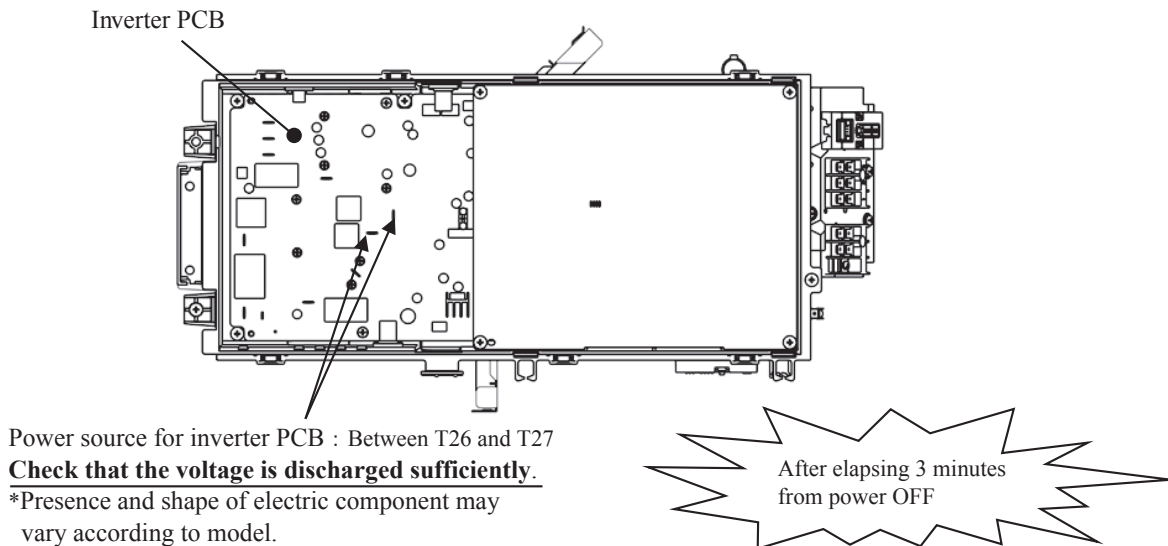 Inverter PCB
Power source for inverter PCB : Between T26 and T27
Check that the voltage is discharged sufficiently.
*Presence and shape of electric component may
vary according to model.
After elapsing 3 minutes
from power OFF